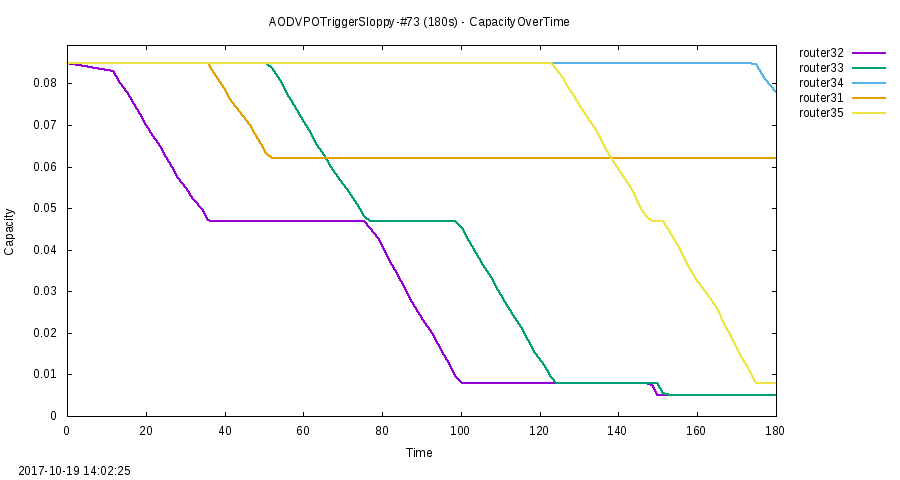 AODVPOTriggerSloppy-#73 (180s) - CapacityOverTime
router32
router33
router34
router31
router35
0.08
0.07
0.06
0.05
0.04
0.03
0.02
0.01
0
Capacity
0 20 40 60 80 100 120 140 160 180
Time
2017-10-19 14:02:25